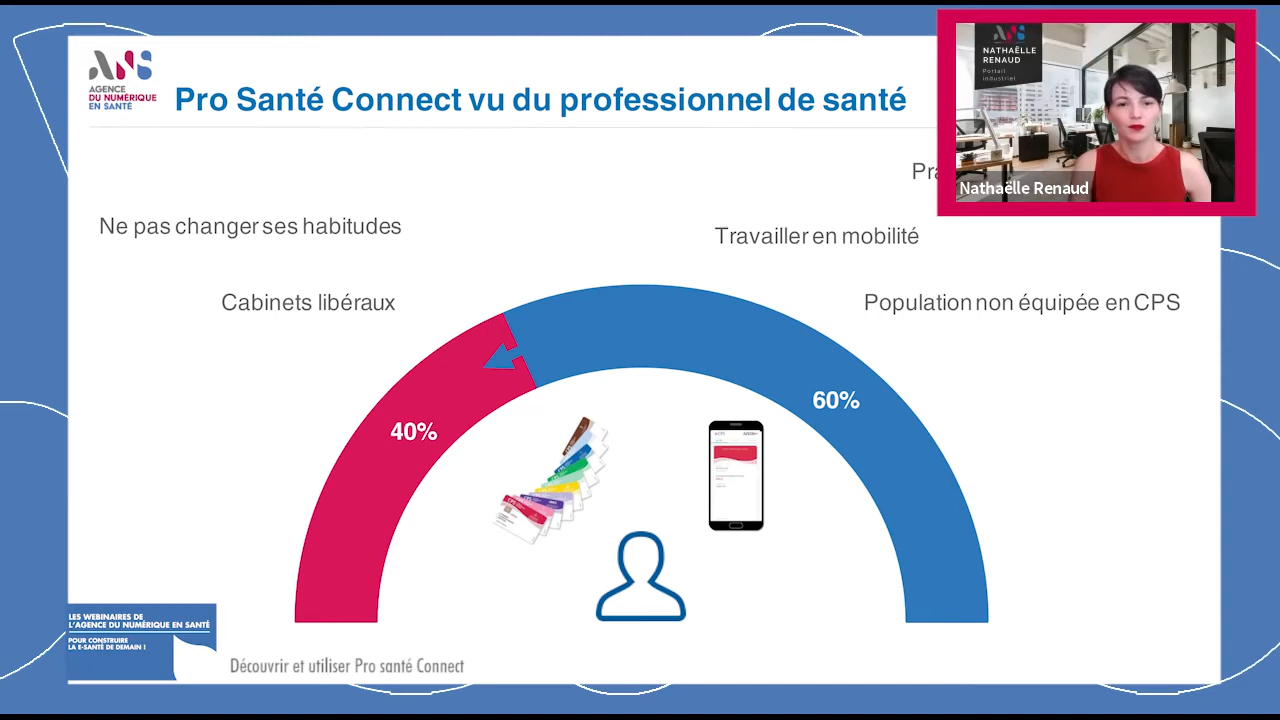 ANS
AGENCE
DU NUMÉRIQUE
EN SANTÉ
Pro Santé Connect vu du professionnel de santé
ANS
NATHAËLLE
RENAUD
Portail
industriel
Nathaëlle Renaud
Ne pas changer ses habitudes
Travailler en mobilité
Cabinets libéraux
Population non équipée en CPS
40%
60%
LES WEBINAIRES DE
L'AGENCE DU NUMÉRIQUE EN SANTÉ
POUR CONSTRUIRE
LA E-SANTÉ DE DEMAIN !
Découvrir et utiliser Pro santé Connect